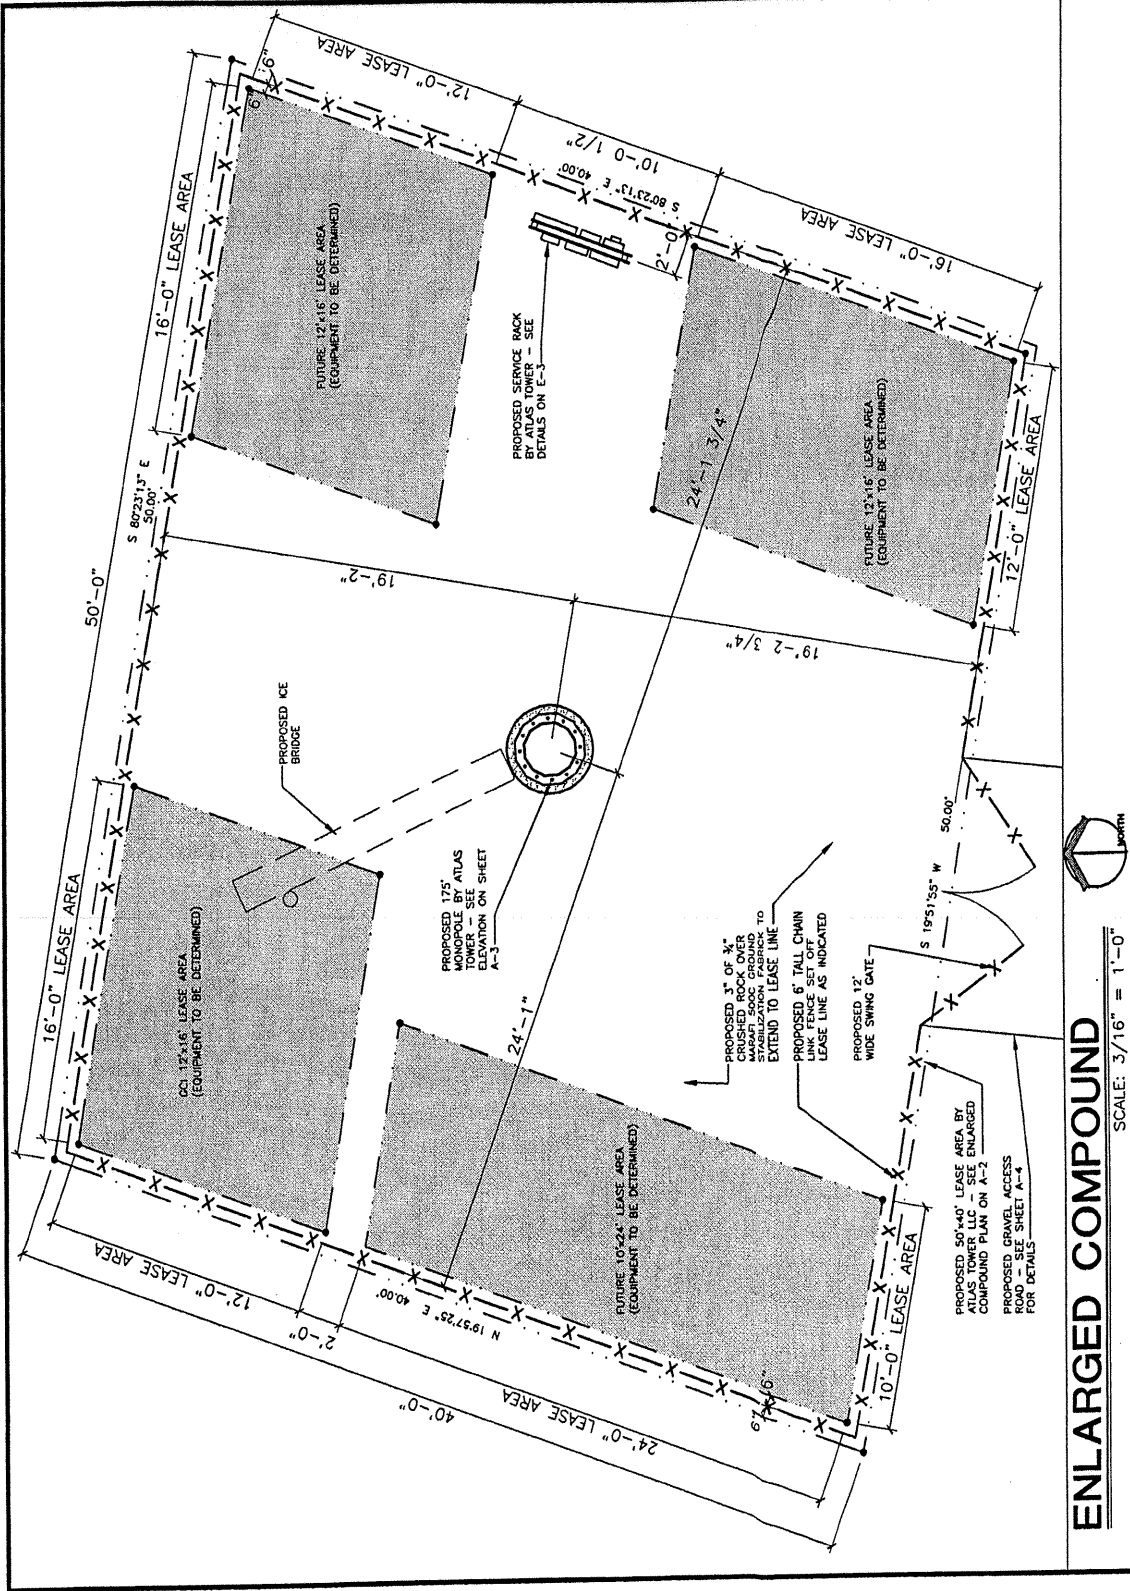 50'-0"
S 80°23'13" E
50.00'
16'-0" LEASE AREA
16'-0" LEASE AREA
6"
6"
12'-0" LEASE AREA
10'-0 1/2"
16'-0" LEASE AREA
S 80°23'13" E 40.00'
2'-0"
FUTURE 12'x16' LEASE AREA
(EQUIPMENT TO BE DETERMINED)
PROPOSED SERVICE RACK
BY ATLAS TOWER - SEE
DETAILS ON E-3
FUTURE 12'x16' LEASE AREA
(EQUIPMENT TO BE DETERMINED)
12'-0" LEASE AREA
24'-1 3/4"
19'-2"
19'-2 3/4"
PROPOSED ICE
BRIDGE
CCI 12'x16' LEASE AREA
(EQUIPMENT TO BE DETERMINED)
PROPOSED 175'
MONOPOLE BY ATLAS
TOWER - SEE
ELEVATION ON SHEET
A-3
24'-1"
12'-0" LEASE AREA
2'-0"
24'-0" LEASE AREA
40'-0"
N 19°57'25" E 40.00'
FUTURE 10'x24' LEASE AREA
(EQUIPMENT TO BE DETERMINED)
6"
6"
10'-0" LEASE AREA
PROPOSED 3" OF ¾"
CRUSHED ROCK OVER
MARAFI 500C GROUND
STABILIZATION FABRICK TO
EXTEND TO LEASE LINE
PROPOSED 6' TALL CHAIN
LINK FENCE SET OFF
LEASE LINE AS INDICATED
PROPOSED 12'
WIDE SWING GATE
S 19°51'55" W 50.00'
PROPOSED 50'x40' LEASE AREA BY
ATLAS TOWER LLC - SEE ENLARGED
COMPOUND PLAN ON A-2
PROPOSED GRAVEL ACCESS
ROAD - SEE SHEET A-4
FOR DETAILS
ENLARGED COMPOUND
SCALE: 3/16" = 1'-0"
NORTH